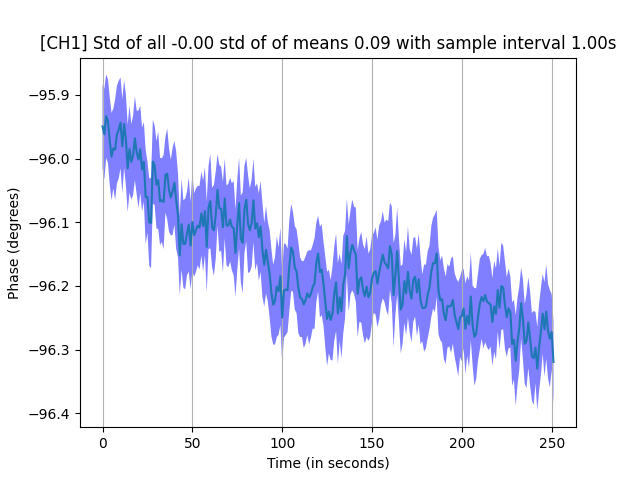 [CH1] Std of all -0.00 std of of means 0.09 with sample interval 1.00s
Phase (degrees)
−95.9
−96.0
−96.1
−96.2
−96.3
−96.4
0 50 100 150 200 250
Time (in seconds)